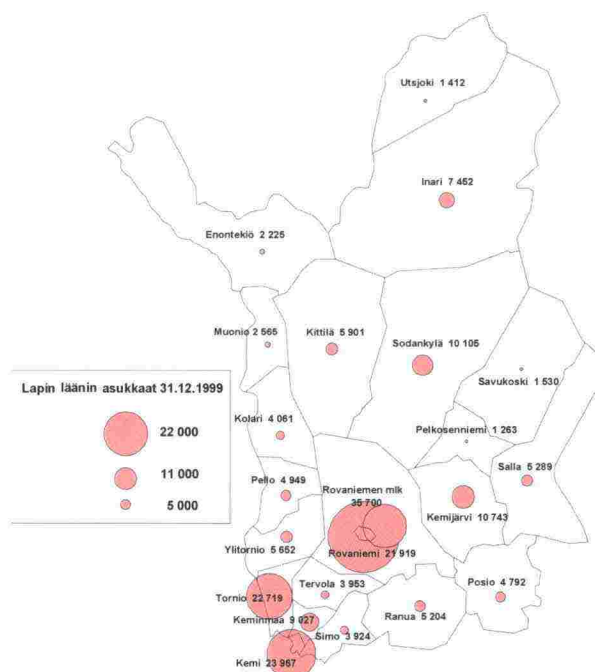 Utsjoki 1 412
Inari 7 452
Enontekiö 2 225
Muonio 2 565
Kittilä 5 901
Sodankylä 10 105
Savukoski 1 530
Lapin läänin asukkaat 31.12.1999
22 000
11 000
5 000
Kolari 4 061
Pelkosenniemi 1 263
Salla 5 289
Pello 4 949
Rovaniemen mlk
35 700
Kemijärvi 10 743
Ylitornio 5 652
Rovaniemi 21 919
Tervola 3 953
Posio 4 792
Tornio 22 719
Keminmaa 9 027
Ranua 5 204
Simo 3 924
Kemi 23 967